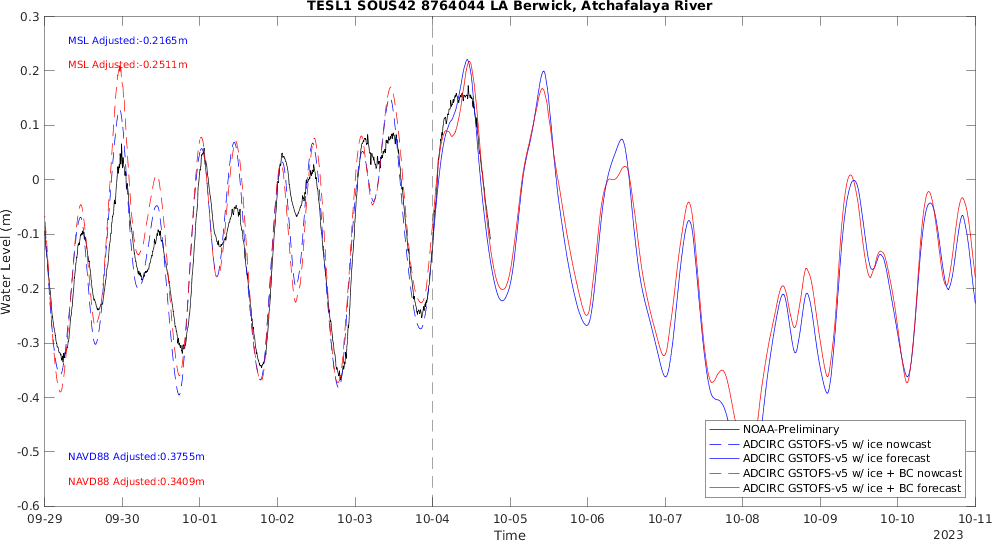 TESL1 SOUS42 8764044 LA Berwick, Atchafalaya River
MSL Adjusted:-0.2165m
MSL Adjusted:-0.2511m
NAVD88 Adjusted:0.3755m
NAVD88 Adjusted:0.3409m
Water Level (m)
0.3
0.2
0.1
0
-0.1
-0.2
-0.3
-0.4
-0.5
-0.6
NOAA-Preliminary
ADCIRC GSTOFS-v5 w/ ice nowcast
ADCIRC GSTOFS-v5 w/ ice forecast
ADCIRC GSTOFS-v5 w/ ice + BC nowcast
ADCIRC GSTOFS-v5 w/ ice + BC forecast
09-29 09-30 10-01 10-02 10-03 10-04 10-05 10-06 10-07 10-08 10-09 10-10 10-11
Time
2023